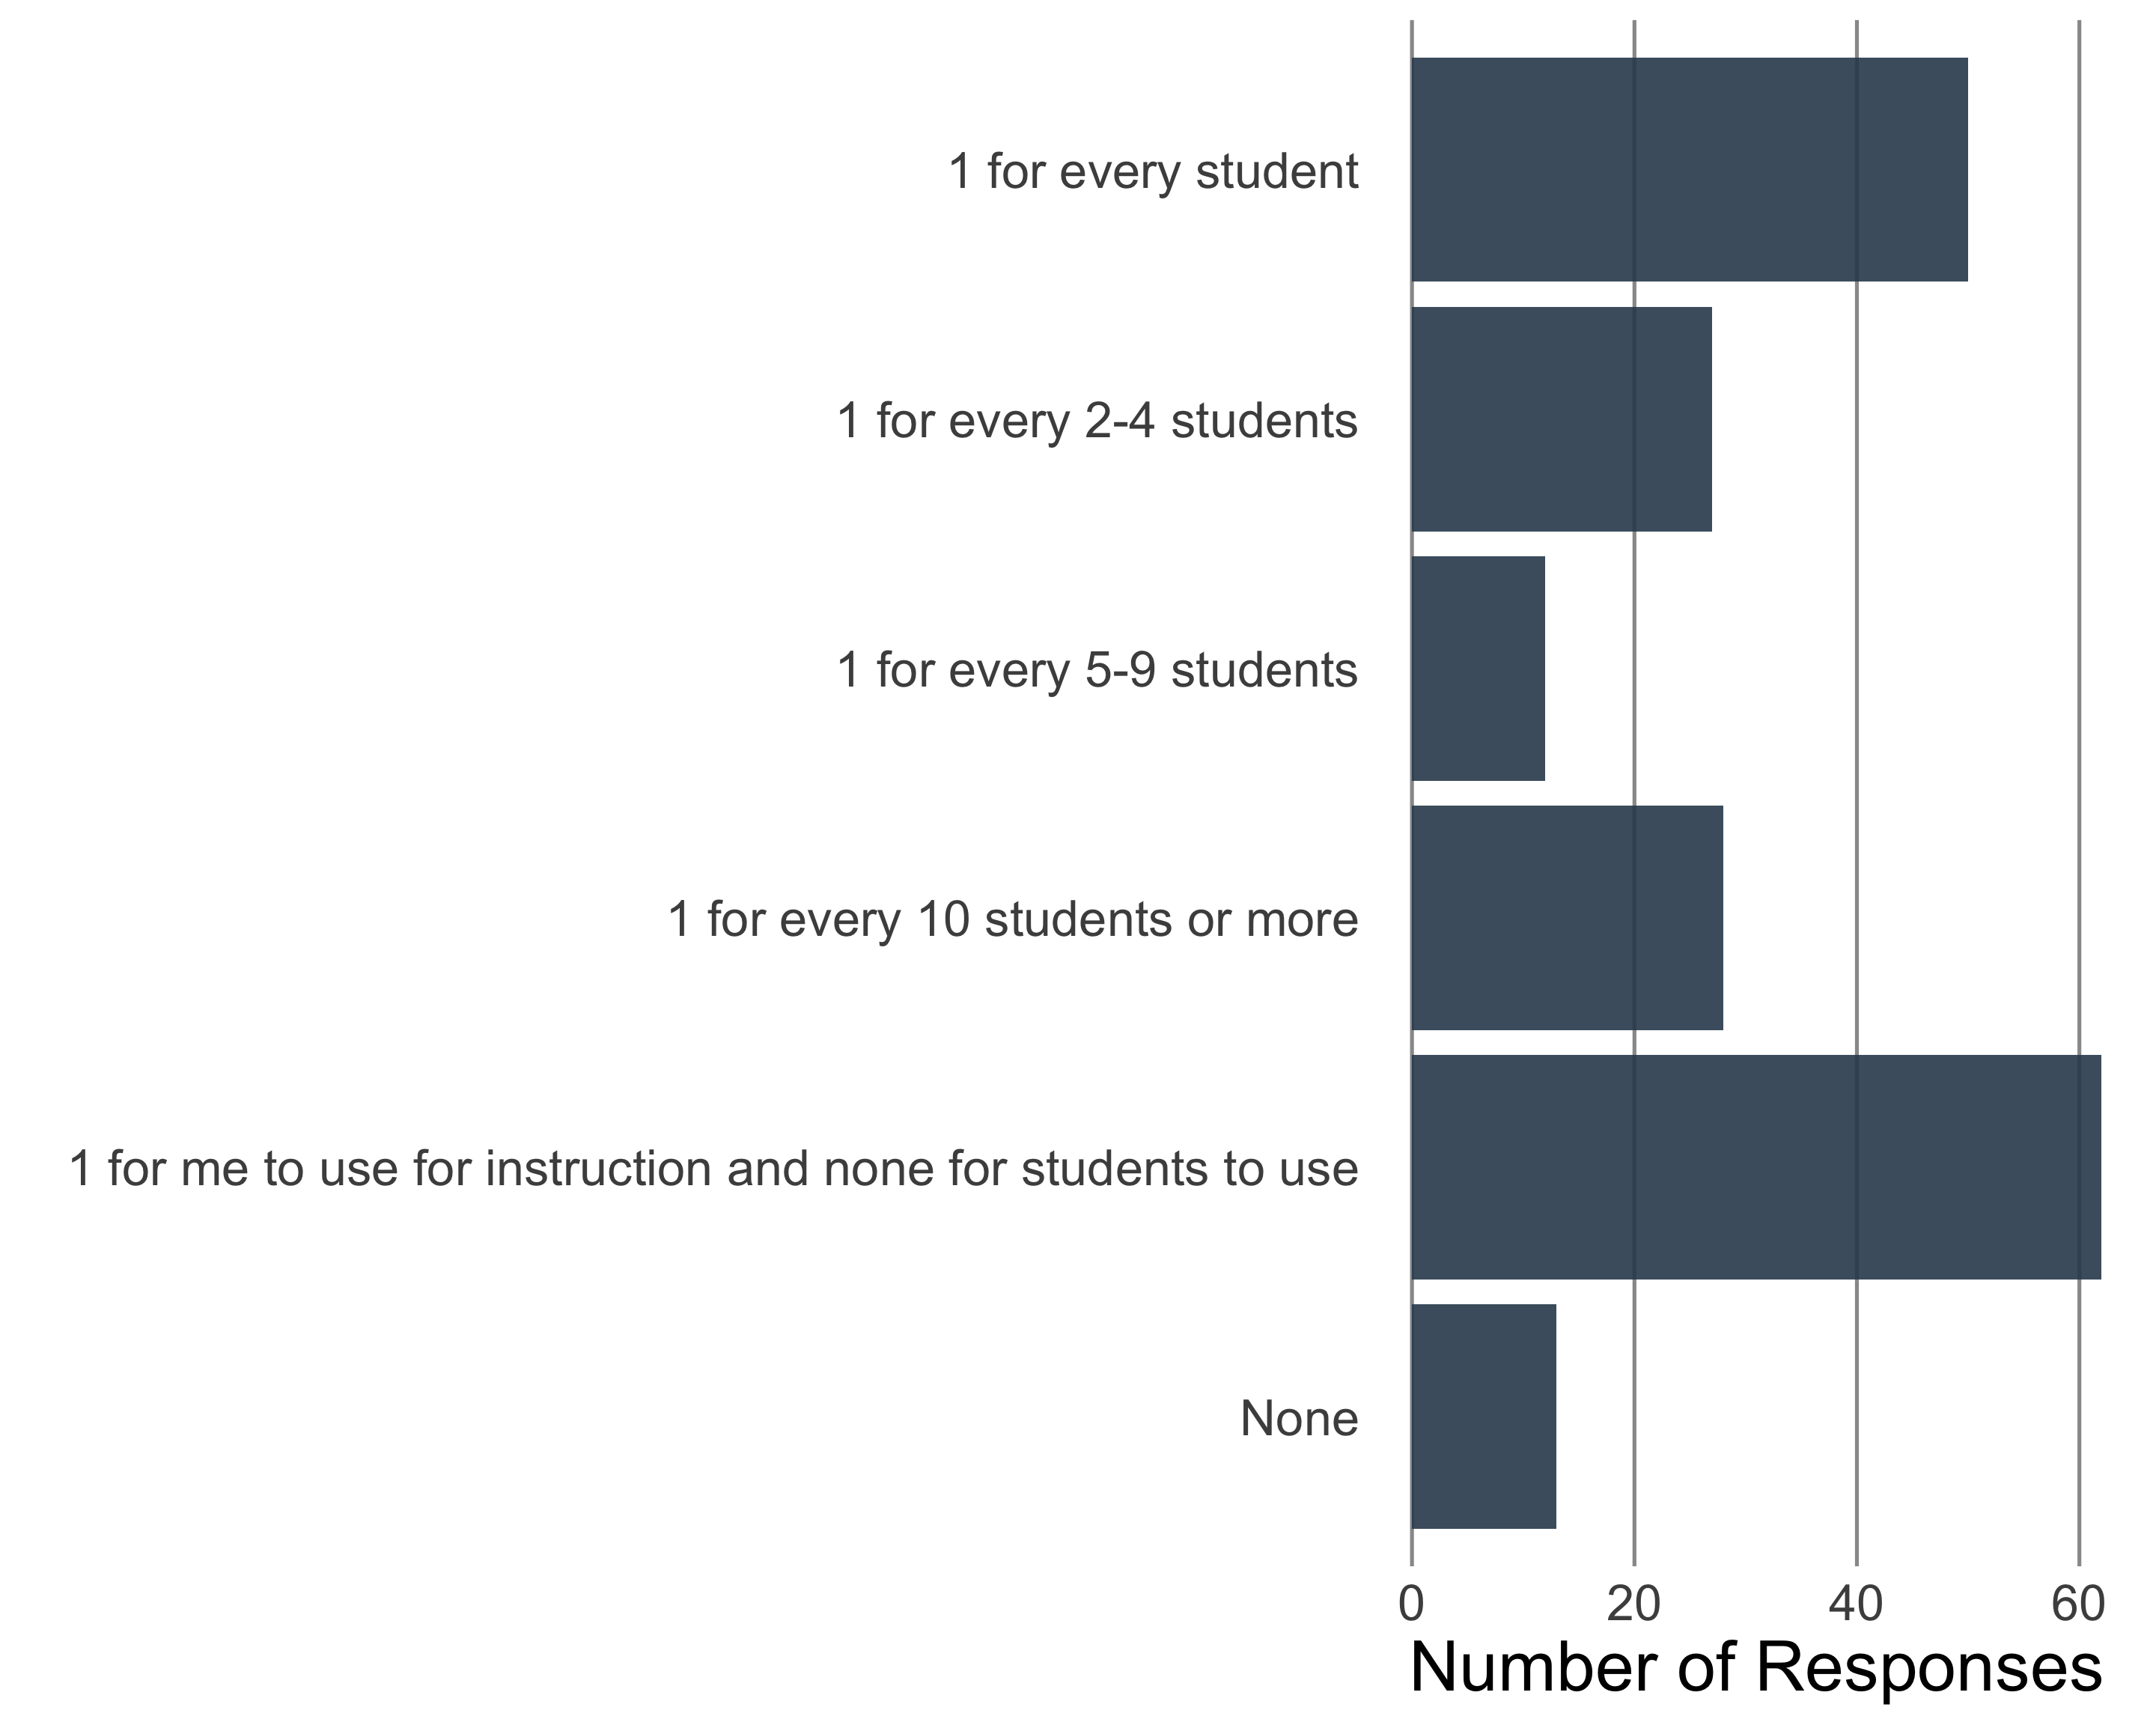 1 for every student
1 for every 2-4 students
1 for every 5-9 students
1 for every 10 students or more
1 for me to use for instruction and none for students to use
None
0 20 40 60
Number of Responses